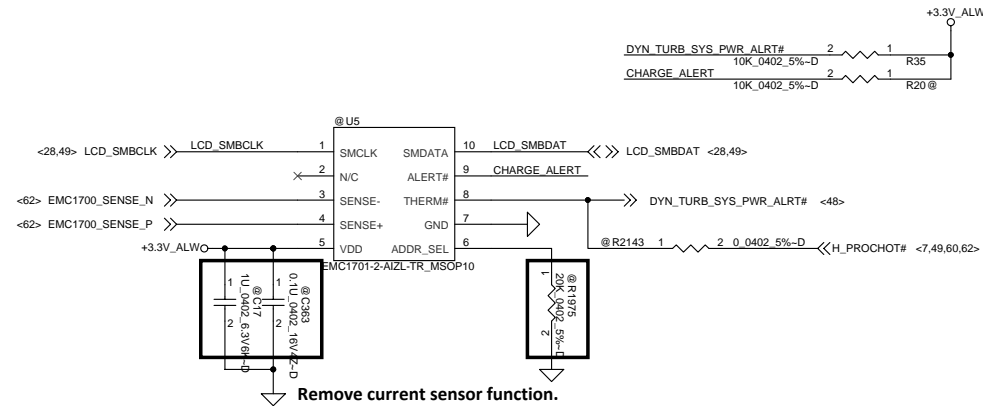 +3.3V_ALW
DYN_TURB_SYS_PWR_ALRT# 2 1
10K_0402_5%~D R35
CHARGE_ALERT 2 1
10K_0402_5%~D R20@
@U5
<28,49> LCD_SMBCLK LCD_SMBCLK 1 SMCLK SMDATA 10 LCD_SMBDAT LCD_SMBDAT <28,49>
2 N/C ALERT# 9 CHARGE_ALERT
<62> EMC1700_SENSE_N 3 SENSE- THERM# 8 DYN_TURB_SYS_PWR_ALRT# <48>
<62> EMC1700_SENSE_P 4 SENSE+ GND 7
+3.3V_ALW 5 VDD ADDR_SEL 6 @R2143 1 2 0_0402_5%~D H_PROCHOT# <7,49,60,62>
EMC1701-2-AIZL-TR_MSOP10
1 2
@C17
1U_0402_6.3V6K~D
1 2
@C363
0.1U_0402_16V4Z~D
1 2
@R1975
20K_0402_5%~D
Remove current sensor function.